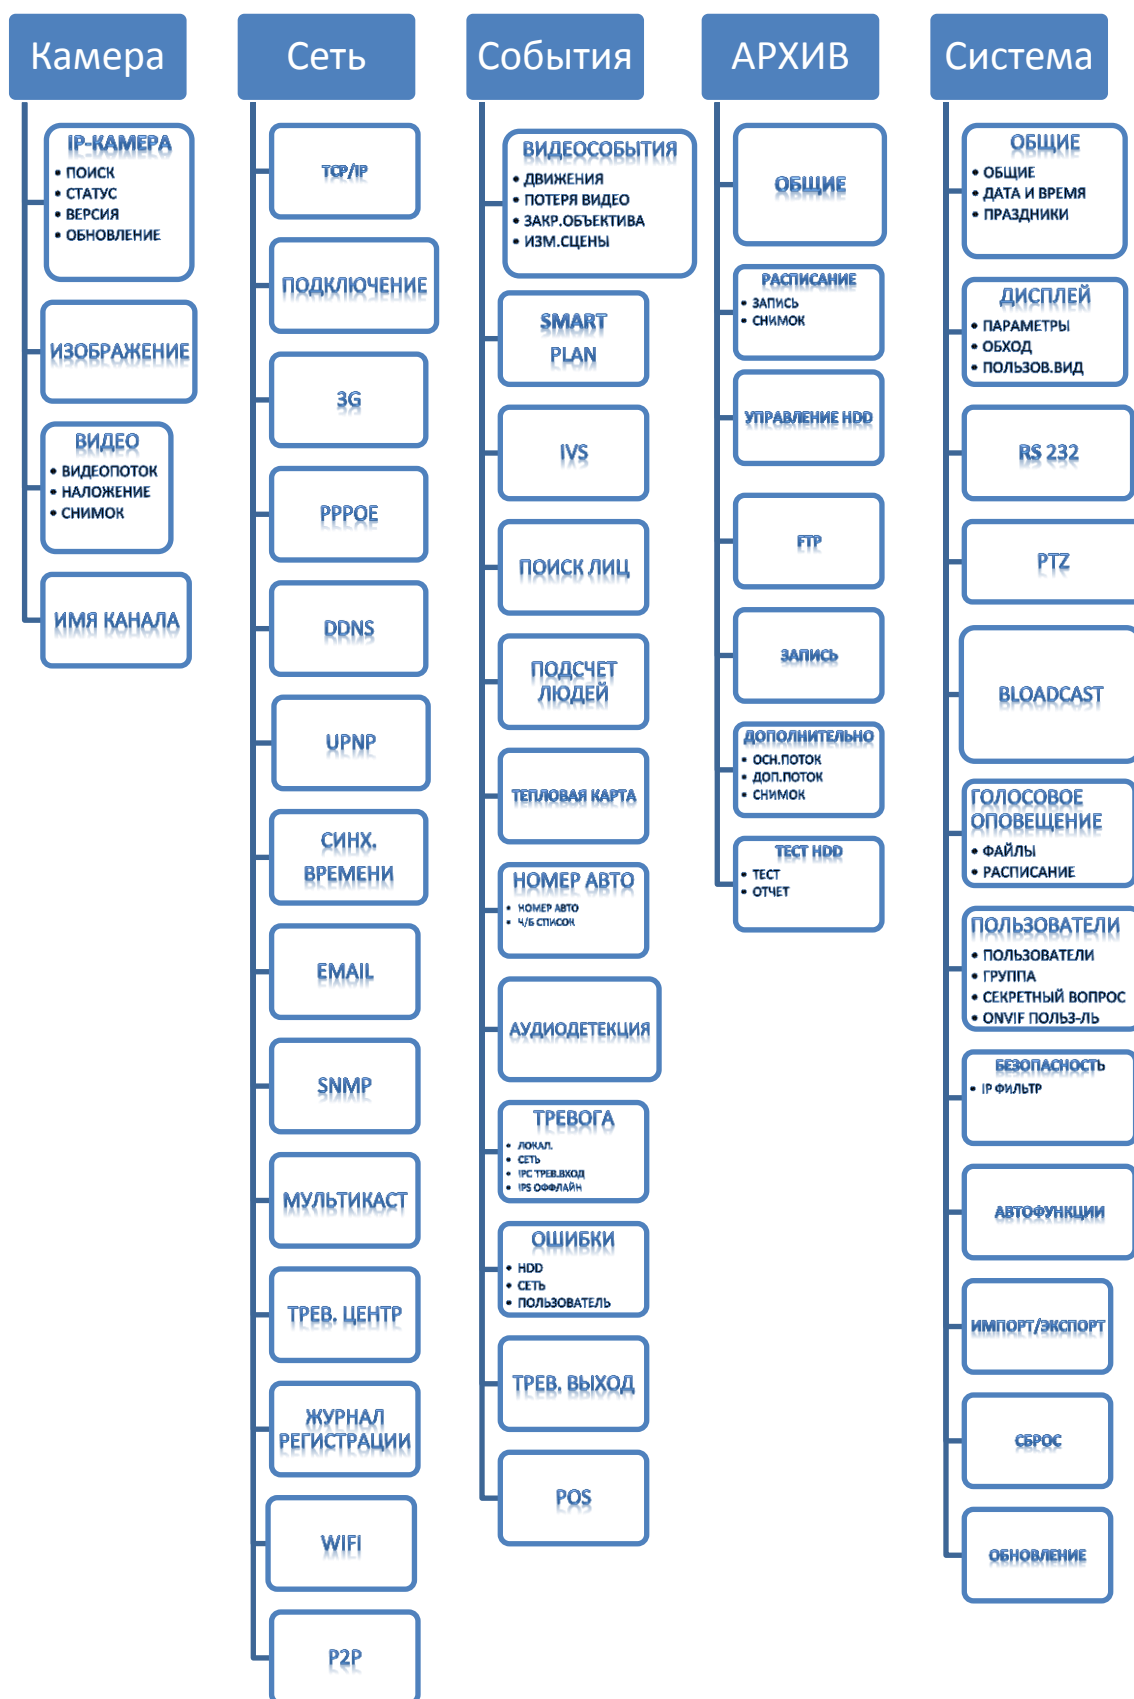 Камера
IP-КАМЕРА
• ПОИСК
• СТАТУС
• ВЕРСИЯ
• ОБНОВЛЕНИЕ
ИЗОБРАЖЕНИЕ
ВИДЕО
• ВИДЕОПОТОК
• НАЛОЖЕНИЕ
• СНИМОК
ИМЯ КАНАЛА
Сеть
TCP/IP
ПОДКЛЮЧЕНИЕ
3G
PPPOE
DDNS
UPNP
СИНХ.
ВРЕМЕНИ
EMAIL
SNMP
МУЛЬТИКАСТ
ТРЕВ. ЦЕНТР
ЖУРНАЛ
РЕГИСТРАЦИИ
WIFI
P2P
События
ВИДЕОСОБЫТИЯ
• ДВИЖЕНИЯ
• ПОТЕРЯ ВИДЕО
• ЗАКР.ОБЪЕКТИВА
• ИЗМ.СЦЕНЫ
SMART
PLAN
IVS
ПОИСК ЛИЦ
ПОДСЧЕТ
ЛЮДЕЙ
ТЕПЛОВАЯ КАРТА
НОМЕР АВТО
• НОМЕР АВТО
• Ч/Б СПИСОК
АУДИОДЕТЕКЦИЯ
ТРЕВОГА
• ЛОКАЛ.
• СЕТЬ
• IPC ТРЕВ.ВХОД
• IPS ОФФЛАЙН
ОШИБКИ
• HDD
• СЕТЬ
• ПОЛЬЗОВАТЕЛЬ
ТРЕВ. ВЫХОД
POS
АРХИВ
ОБЩИЕ
РАСПИСАНИЕ
• ЗАПИСЬ
• СНИМОК
УПРАВЛЕНИЕ HDD
FTP
ЗАПИСЬ
ДОПОЛНИТЕЛЬНО
• ОСН.ПОТОК
• ДОП.ПОТОК
• СНИМОК
ТЕСТ HDD
• ТЕСТ
• ОТЧЕТ
Система
ОБЩИЕ
• ОБЩИЕ
• ДАТА И ВРЕМЯ
• ПРАЗДНИКИ
ДИСПЛЕЙ
• ПАРАМЕТРЫ
• ОБХОД
• ПОЛЬЗОВ.ВИД
RS 232
PTZ
BLOADCAST
ГОЛОСОВОЕ
ОПОВЕЩЕНИЕ
• ФАЙЛЫ
• РАСПИСАНИЕ
ПОЛЬЗОВАТЕЛИ
• ПОЛЬЗОВАТЕЛИ
• ГРУППА
• СЕКРЕТНЫЙ ВОПРОС
• ONVIF ПОЛЬЗ-ЛЬ
БЕЗОПАСНОСТЬ
• IP ФИЛЬТР
АВТОФУНКЦИИ
ИМПОРТ/ЭКСПОРТ
СБРОС
ОБНОВЛЕНИЕ